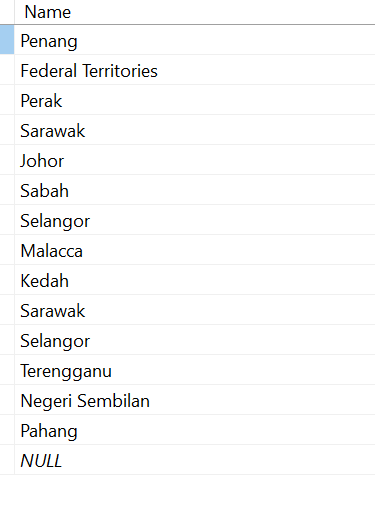 Name
Penang
Federal Territories
Perak
Sarawak
Johor
Sabah
Selangor
Malacca
Kedah
Sarawak
Selangor
Terengganu
Negeri Sembilan
Pahang
NULL